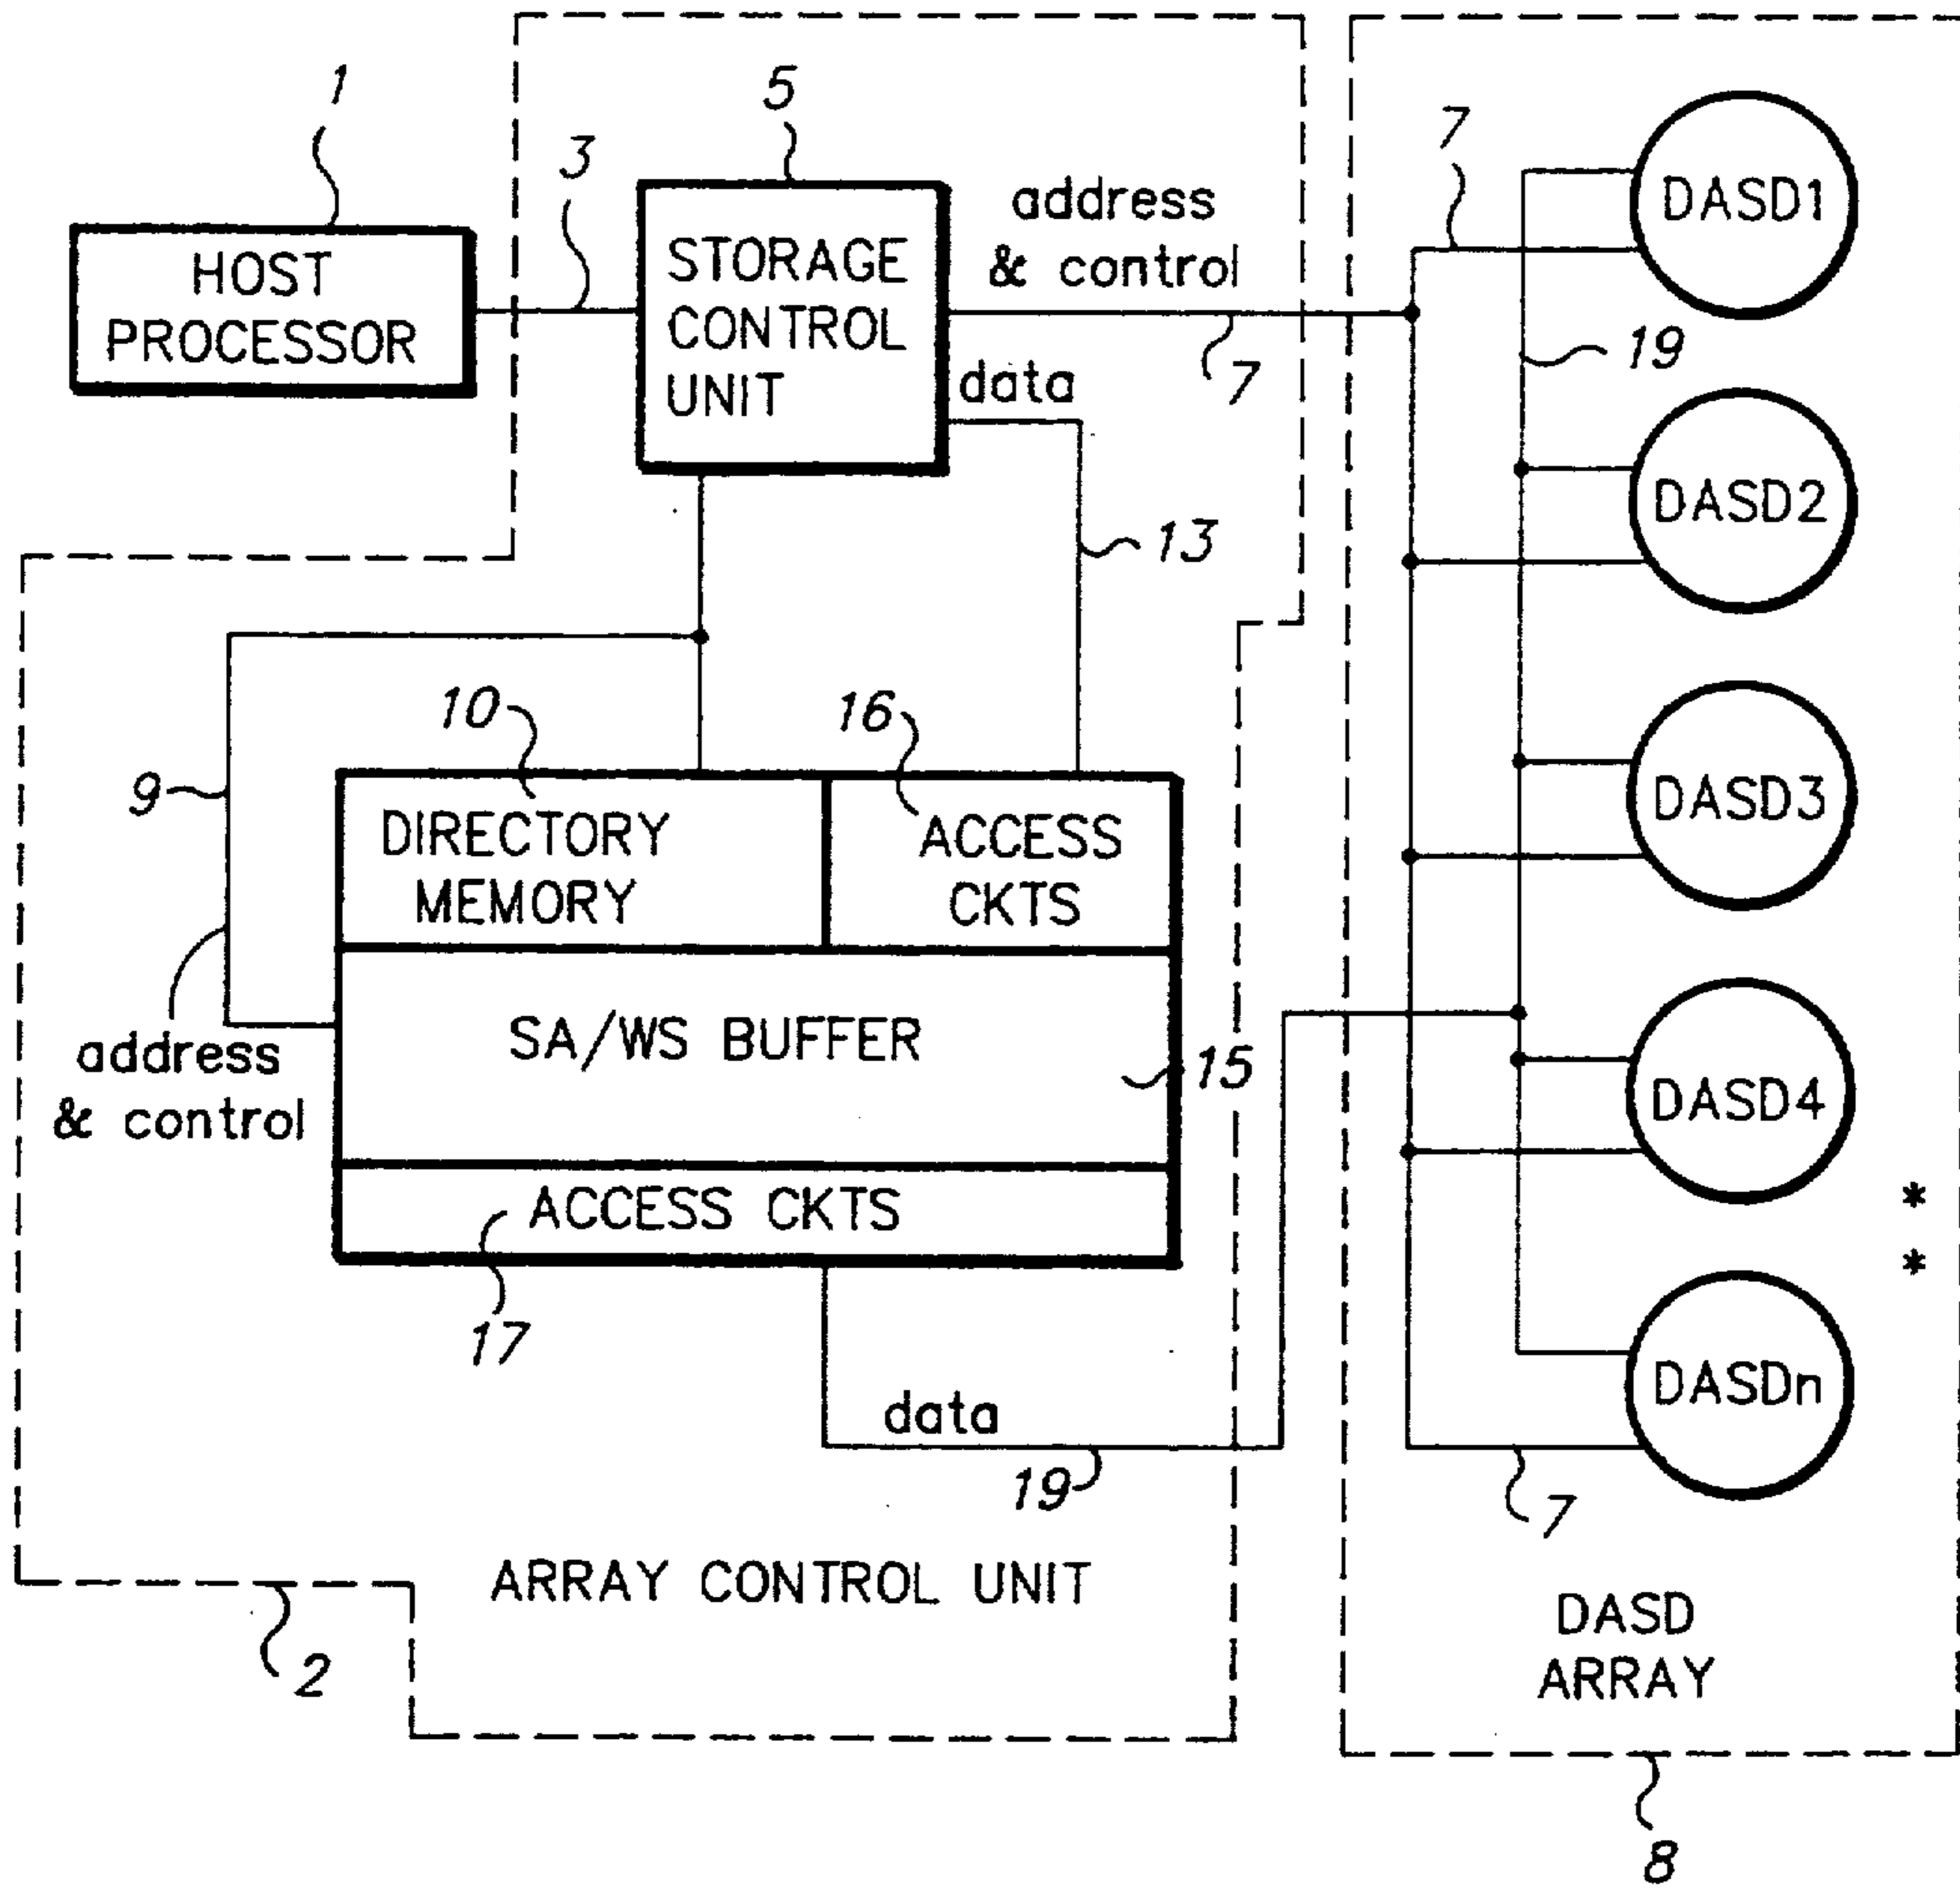 1
5
3
7
HOST
PROCESSOR
STORAGE
CONTROL
UNIT
address
& control
data
7
DASD1
19
DASD2
13
10
16
9
DIRECTORY
MEMORY
ACCESS
CKTS
DASD3
SA/WS BUFFER
15
address
& control
DASD4
*
*
ACCESS CKTS
17
data
19
DASDn
7
ARRAY CONTROL UNIT
2
DASD
ARRAY
8